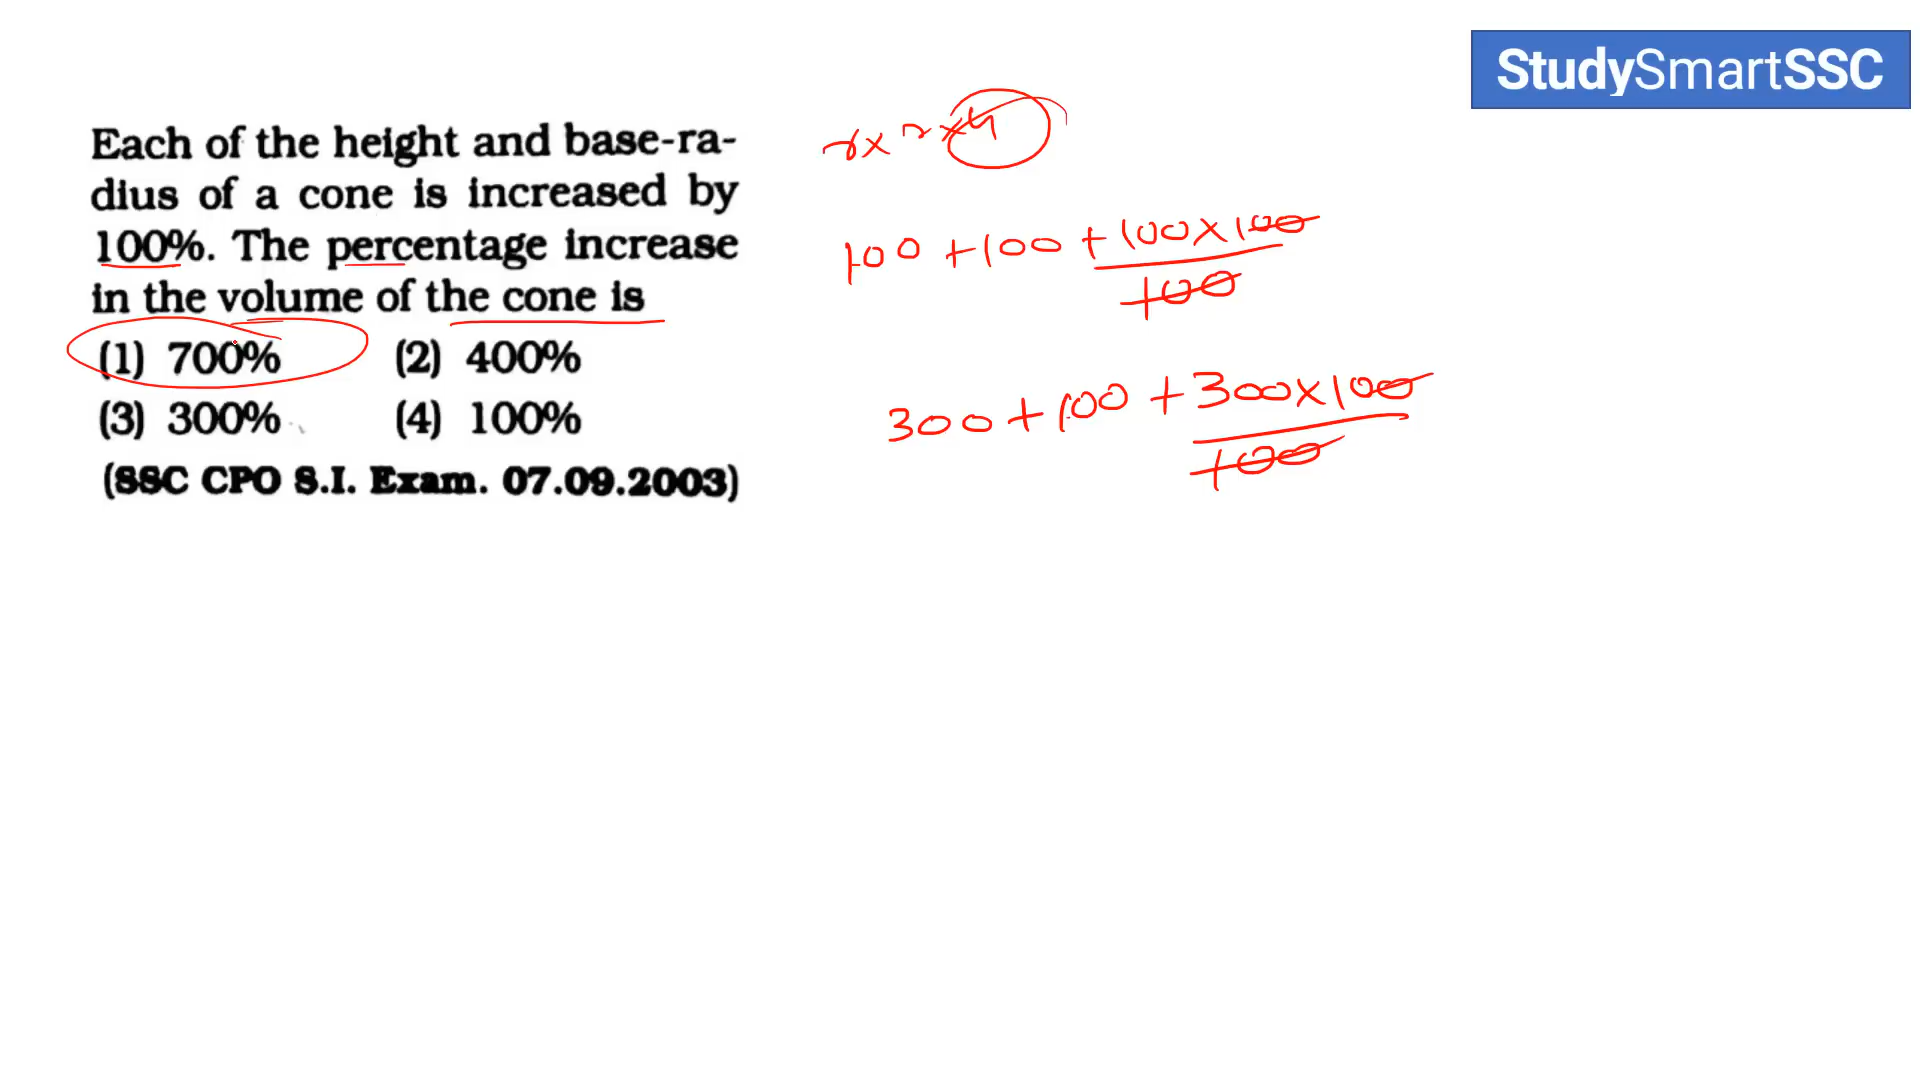 StudySmartSSC
Each of the height and base-ra-
dius of a cone is increased by
100%. The percentage increase
in the volume of the cone is
(1) 700% (2) 400%
(3) 300% (4) 100%
(SSC CPO S.I. Exam. 07.09.2003)
100 + 100 + 100 x 100
100
300 + 100 + 300 x 100
100